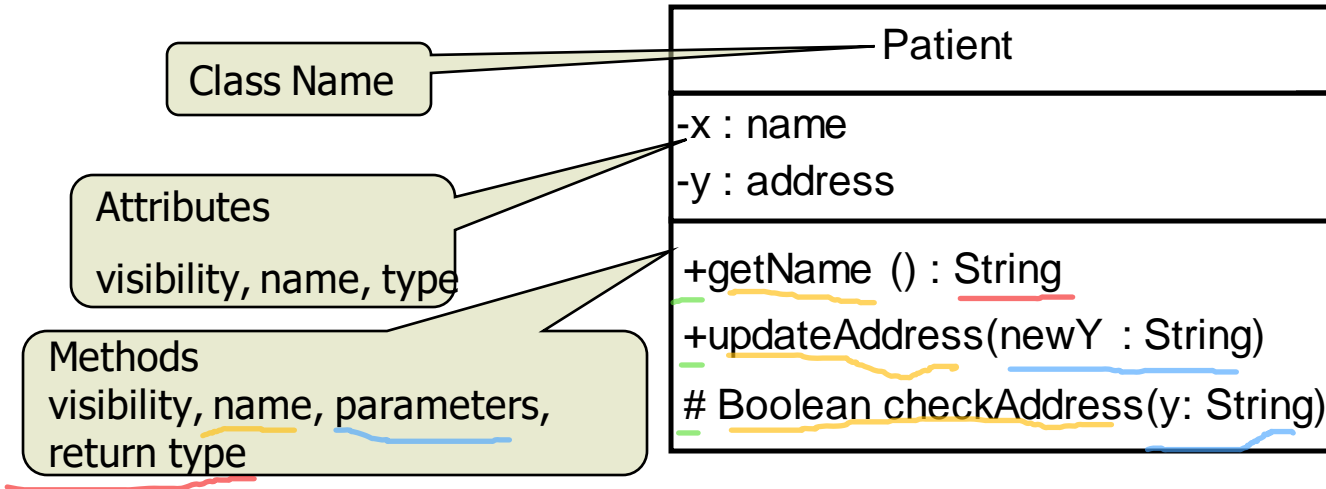 Class Name
Attributes
visibility, name, type
Methods
visibility, name, parameters,
return type
Patient
-x : name
-y : address
+getName () : String
+updateAddress(newY : String)
# Boolean checkAddress(y: String)